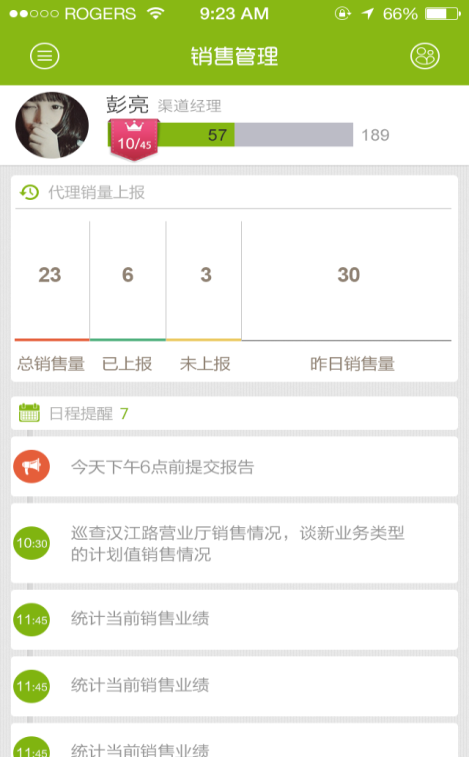 ROGERS 9:23 AM 66%
销售管理
彭亮 渠道经理
10/45 57 189
代理销量上报
23 6 3 30
总销售量 已上报 未上报 昨日销售量
日程提醒 7
今天下午6点前提交报告
10:30 巡查汉江路营业厅销售情况，谈新业务类型
的计划值销售情况
11:45 统计当前销售业绩
11:45 统计当前销售业绩
11:45 统计当前销售业绩